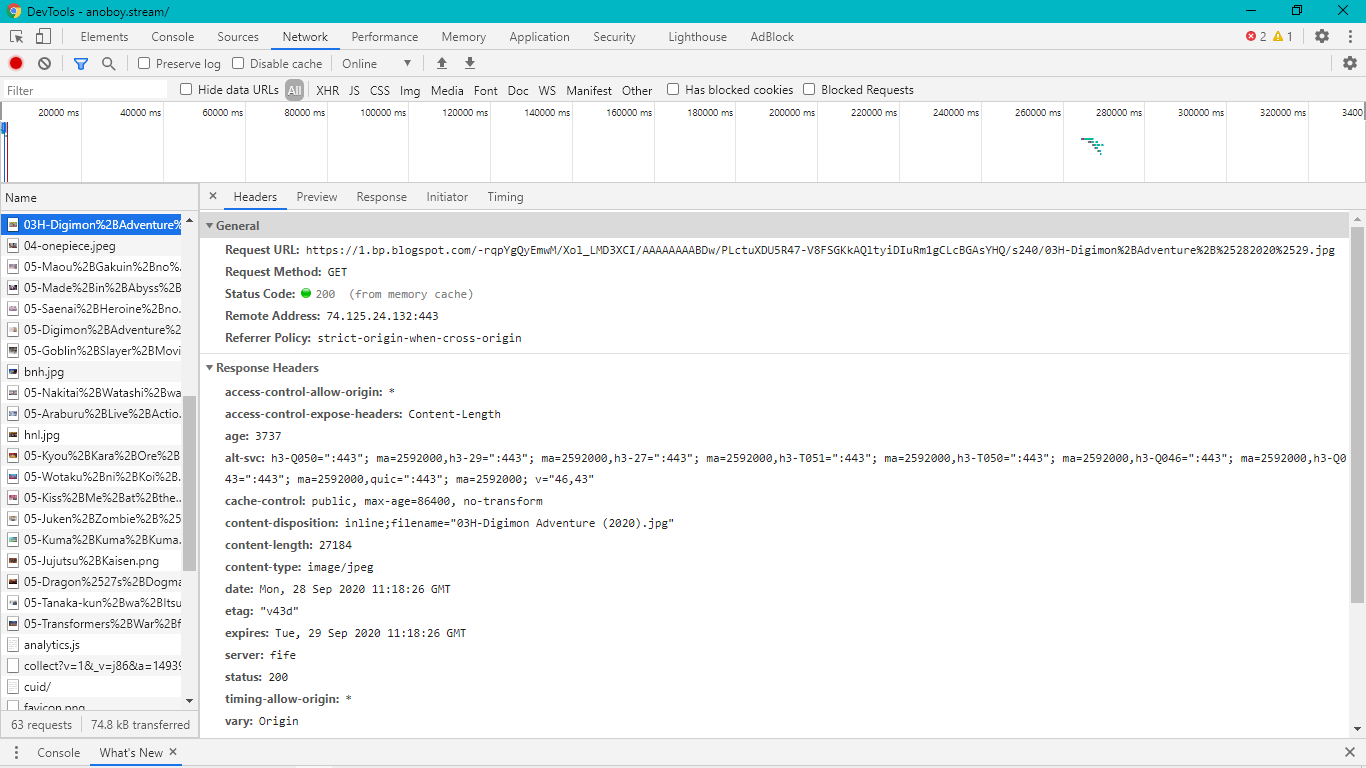 DevTools - anoboy.stream/
Elements Console Sources Network Performance Memory Application Security Lighthouse AdBlock 2 1
Preserve log Disable cache Online
Filter Hide data URLs All XHR JS CSS Img Media Font Doc WS Manifest Other Has blocked cookies Blocked Requests
20000 ms 40000 ms 60000 ms 80000 ms 100000 ms 120000 ms 140000 ms 160000 ms 180000 ms 200000 ms 220000 ms 240000 ms 260000 ms 280000 ms 300000 ms 320000 ms 3400
Name
03H-Digimon%2BAdventure%
04-onepiece.jpeg
05-Maou%2BGakuin%2Bno%.
05-Made%2Bin%2BAbyss%2B
05-Saenai%2BHeroine%2Bno.
05-Digimon%2BAdventure%2
05-Goblin%2BSlayer%2BMovi
bnh.jpg
05-Nakitai%2BWatashi%2Bwa
05-Araburu%2BLive%2BActio.
hnl.jpg
05-Kyou%2BKara%2BOre%2B
05-Wotaku%2Bni%2BKoi%2B.
05-Kiss%2BMe%2Bat%2Bthe..
05-Juken%2BZombie%2B%25
05-Kuma%2BKuma%2BKuma.
05-Jujutsu%2BKaisen.png
05-Dragon%2527s%2BDogma
05-Tanaka-kun%2Bwa%2BItsu
05-Transformers%2BWar%2Bf
analytics.js
collect?v=1&_v=j86&a=14939
cuid/
favicon.png
63 requests 74.8 kB transferred
Headers Preview Response Initiator Timing
General
Request URL: https://1.bp.blogspot.com/-rqpYgQyEmwM/Xol_LMD3XCI/AAAAAAAABDw/PLctuXDU5R47-V8FSGKkAQltyiDIuRm1gCLcBGAsYHQ/s240/03H-Digimon%2BAdventure%2B%25282020%2529.jpg
Request Method: GET
Status Code: 200 (from memory cache)
Remote Address: 74.125.24.132:443
Referrer Policy: strict-origin-when-cross-origin
Response Headers
access-control-allow-origin: *
access-control-expose-headers: Content-Length
age: 3737
alt-svc: h3-Q050=":443"; ma=2592000,h3-29=":443"; ma=2592000,h3-27=":443"; ma=2592000,h3-T051=":443"; ma=2592000,h3-T050=":443"; ma=2592000,h3-Q046=":443"; ma=2592000,h3-Q0
43=":443"; ma=2592000,quic=":443"; ma=2592000; v="46,43"
cache-control: public, max-age=86400, no-transform
content-disposition: inline;filename="03H-Digimon Adventure (2020).jpg"
content-length: 27184
content-type: image/jpeg
date: Mon, 28 Sep 2020 11:18:26 GMT
etag: "v43d"
expires: Tue, 29 Sep 2020 11:18:26 GMT
server: fife
status: 200
timing-allow-origin: *
vary: Origin
Console What's New